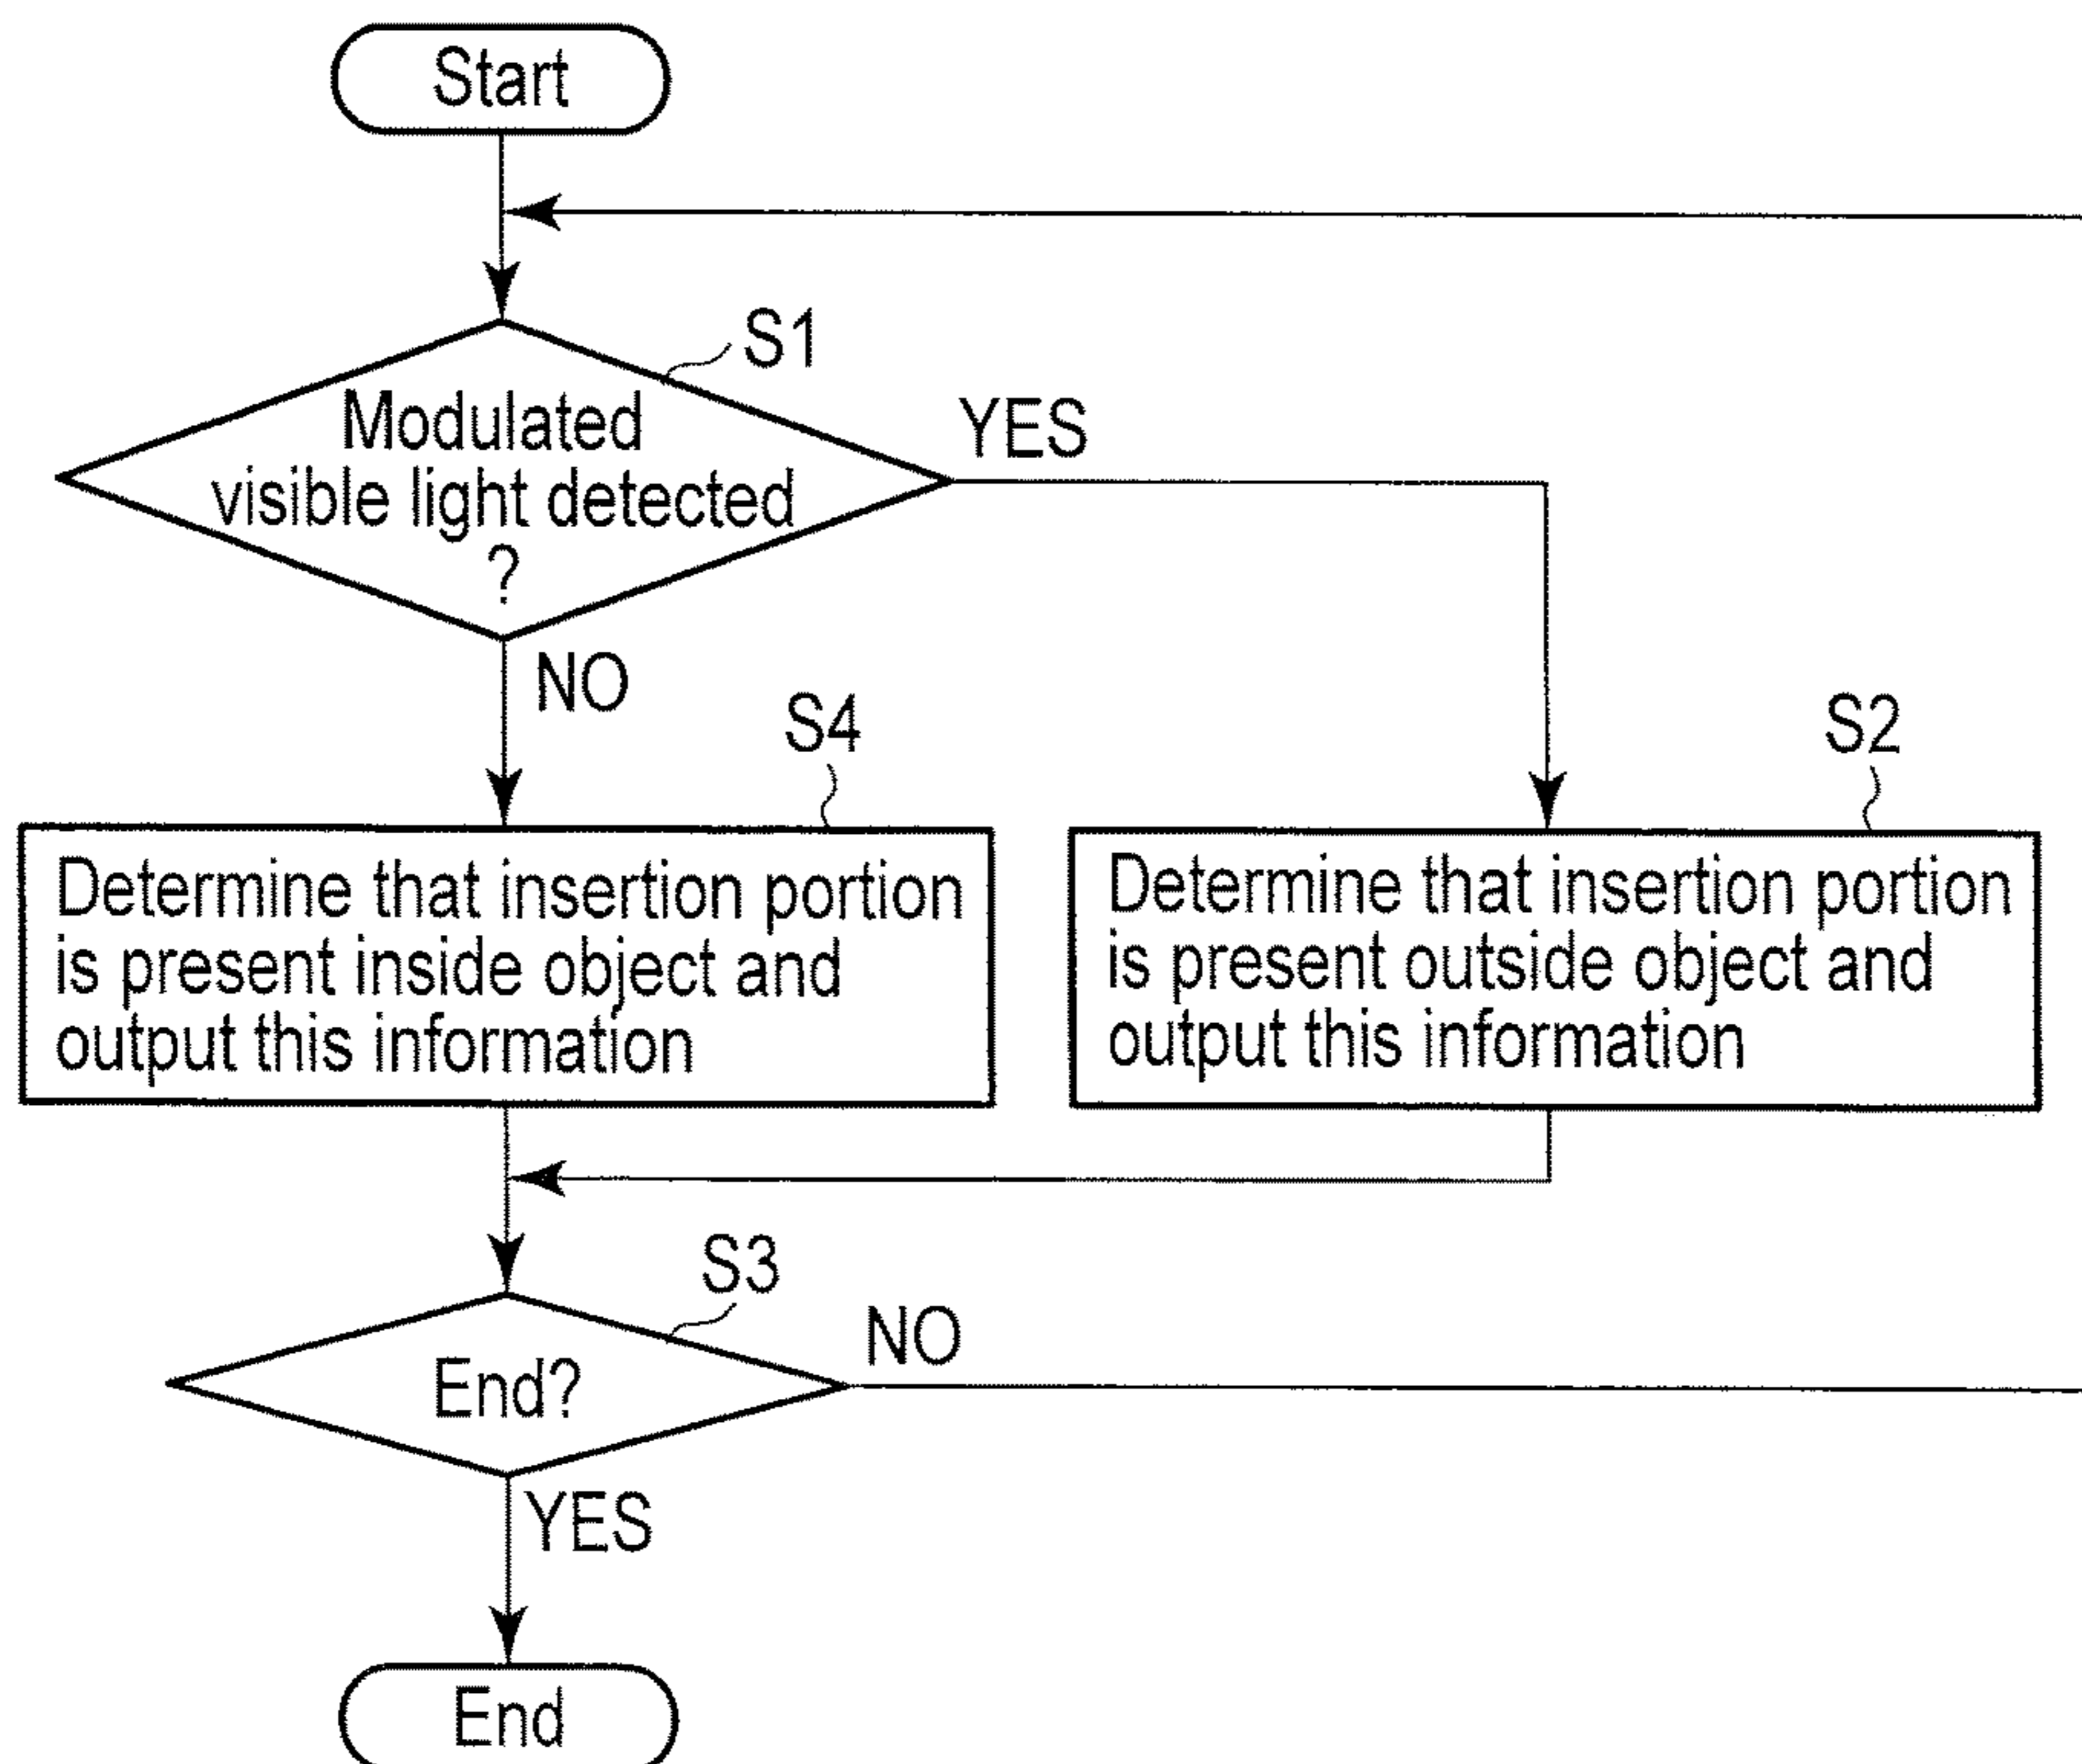 Start
S1
Modulated
visible light detected
?
YES
NO
S4
S2
Determine that insertion portion
is present inside object and
output this information
Determine that insertion portion
is present outside object and
output this information
S3
End?
NO
YES
End